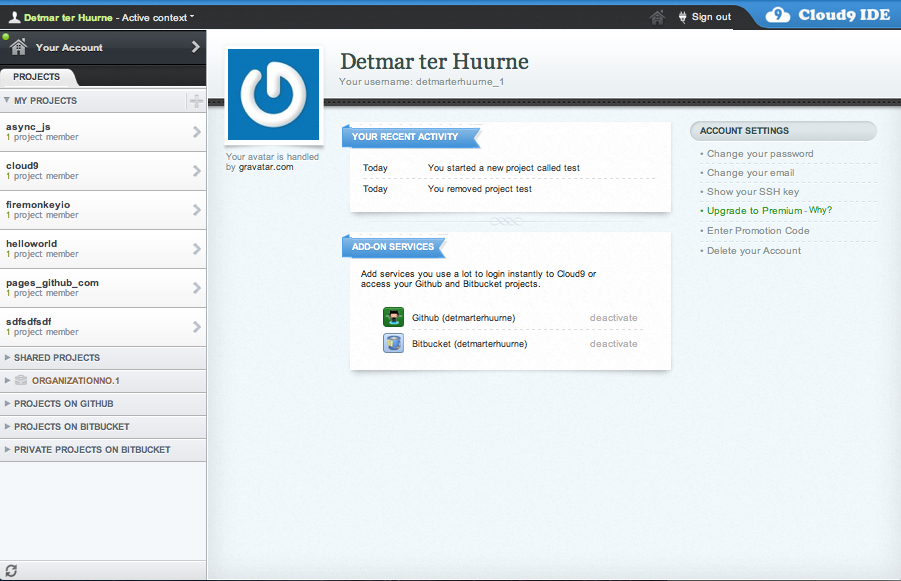 Detmar ter Huurne - Active context
Sign out
9 Cloud9 IDE
Your Account
PROJECTS
MY PROJECTS
async_js
1 project member
cloud9
1 project member
firemonkeyio
1 project member
helloworld
1 project member
pages_github_com
1 project member
sdfsdfsdf
1 project member
SHARED PROJECTS
ORGANIZATIONNO.1
PROJECTS ON GITHUB
PROJECTS ON BITBUCKET
PRIVATE PROJECTS ON BITBUCKET
Detmar ter Huurne
Your username: detmarterhuurne_1
Your avatar is handled
by gravatar.com
YOUR RECENT ACTIVITY
Today You started a new project called test
Today You removed project test
ADD-ON SERVICES
Add services you use a lot to login instantly to Cloud9 or
access your Github and Bitbucket projects.
Github (detmarterhuurne) deactivate
Bitbucket (detmarterhuurne) deactivate
ACCOUNT SETTINGS
• Change your password
• Change your email
• Show your SSH key
• Upgrade to Premium - Why?
• Enter Promotion Code
• Delete your Account